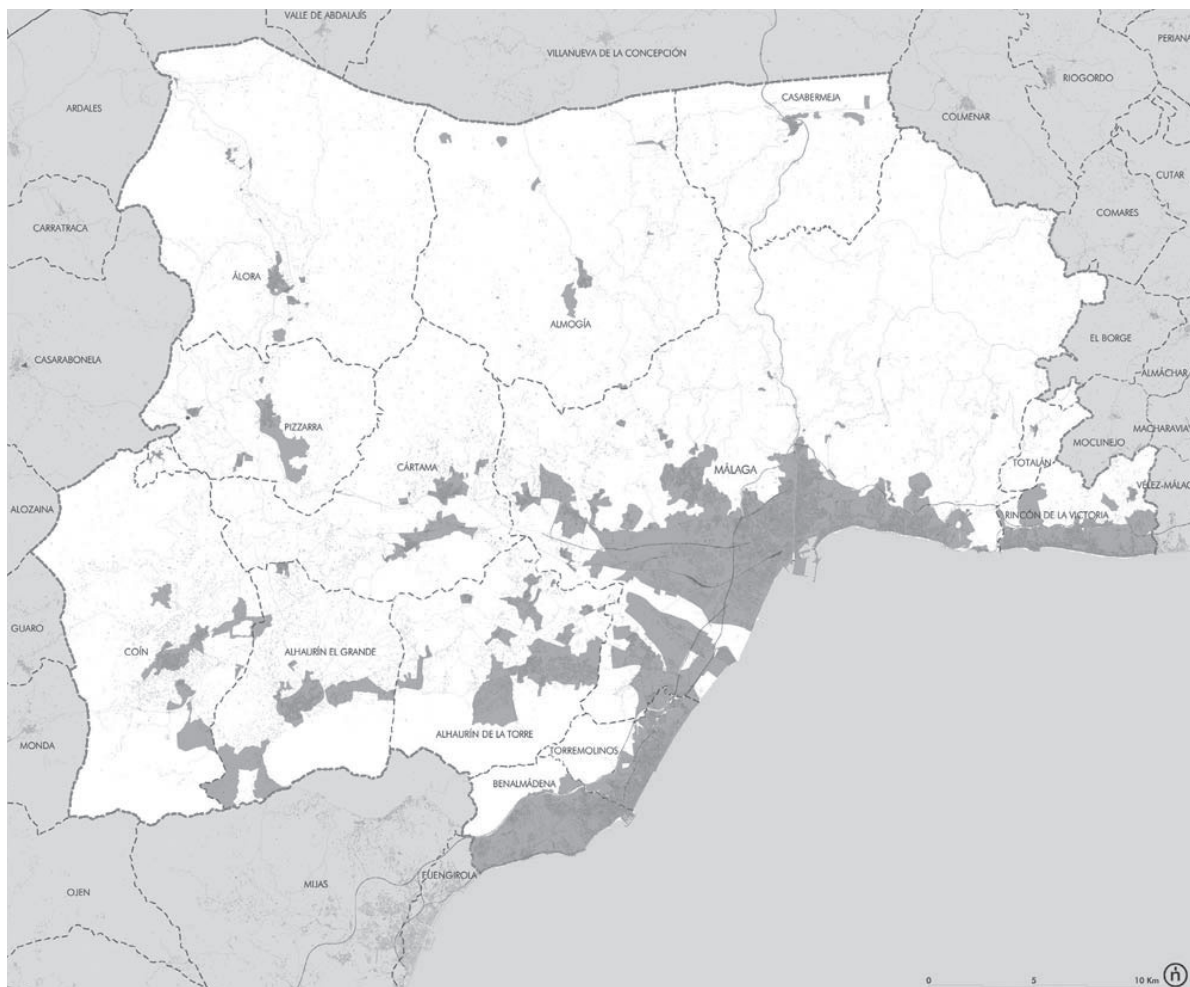 VALLE DE ABDALAJÍS
PERIANA
VILLANUEVA DE LA CONCEPCIÓN
RIOGORDO
ARDALES
CASABERMEJA
COLMENAR
CUTAR
COMARES
CARRATRACA
ÁLORA
ALMOGÍA
EL BORGE
CASARABONELA
ALMÁCHAR
MACHARAVIAY
PIZZARRA
MOCLINEJO
TOTALÁN
CÁRTAMA
MÁLAGA
VÉLEZ-MÁLAG
ALOZAINA
RINCÓN DE LA VICTORIA
GUARO
COÍN
ALHAURÍN EL GRANDE
ALHAURÍN DE LA TORRE
MONDA
TORREMOLINOS
BENALMÁDENA
FUENGIROLA
MIJAS
OJEN
0 5 10 Km
n